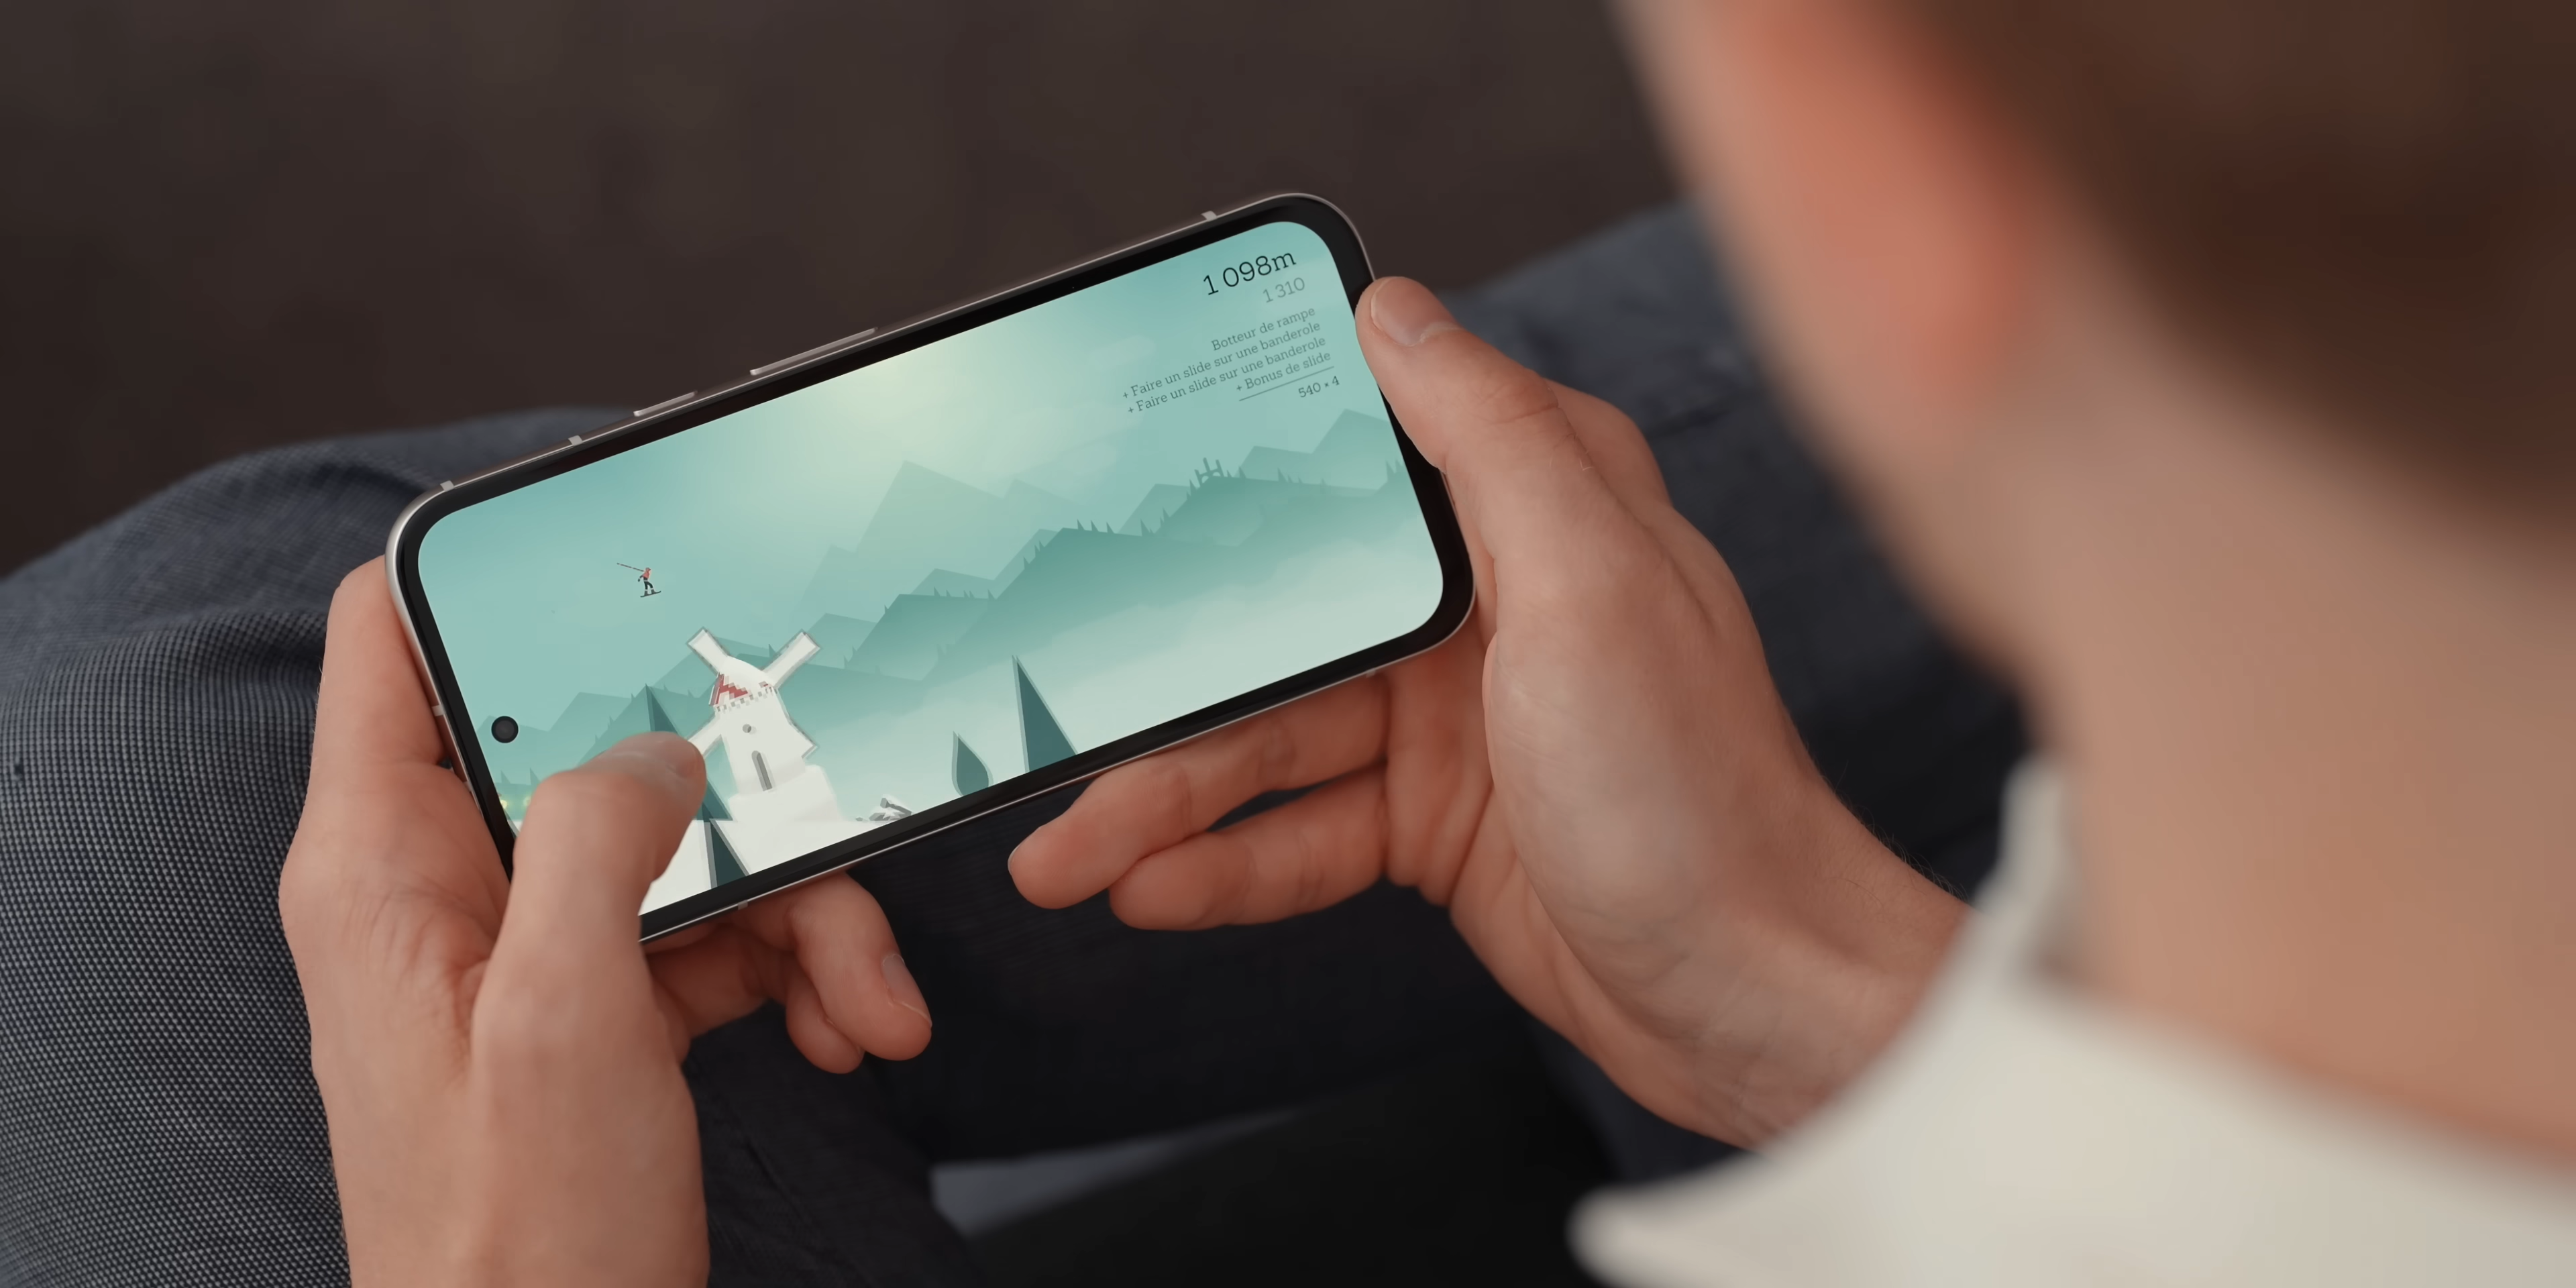 1 098m
1 310
Botteur de rampe
+ Faire un slide sur une banderole
+ Faire un slide sur une banderole
+ Bonus de slide
540 × 4